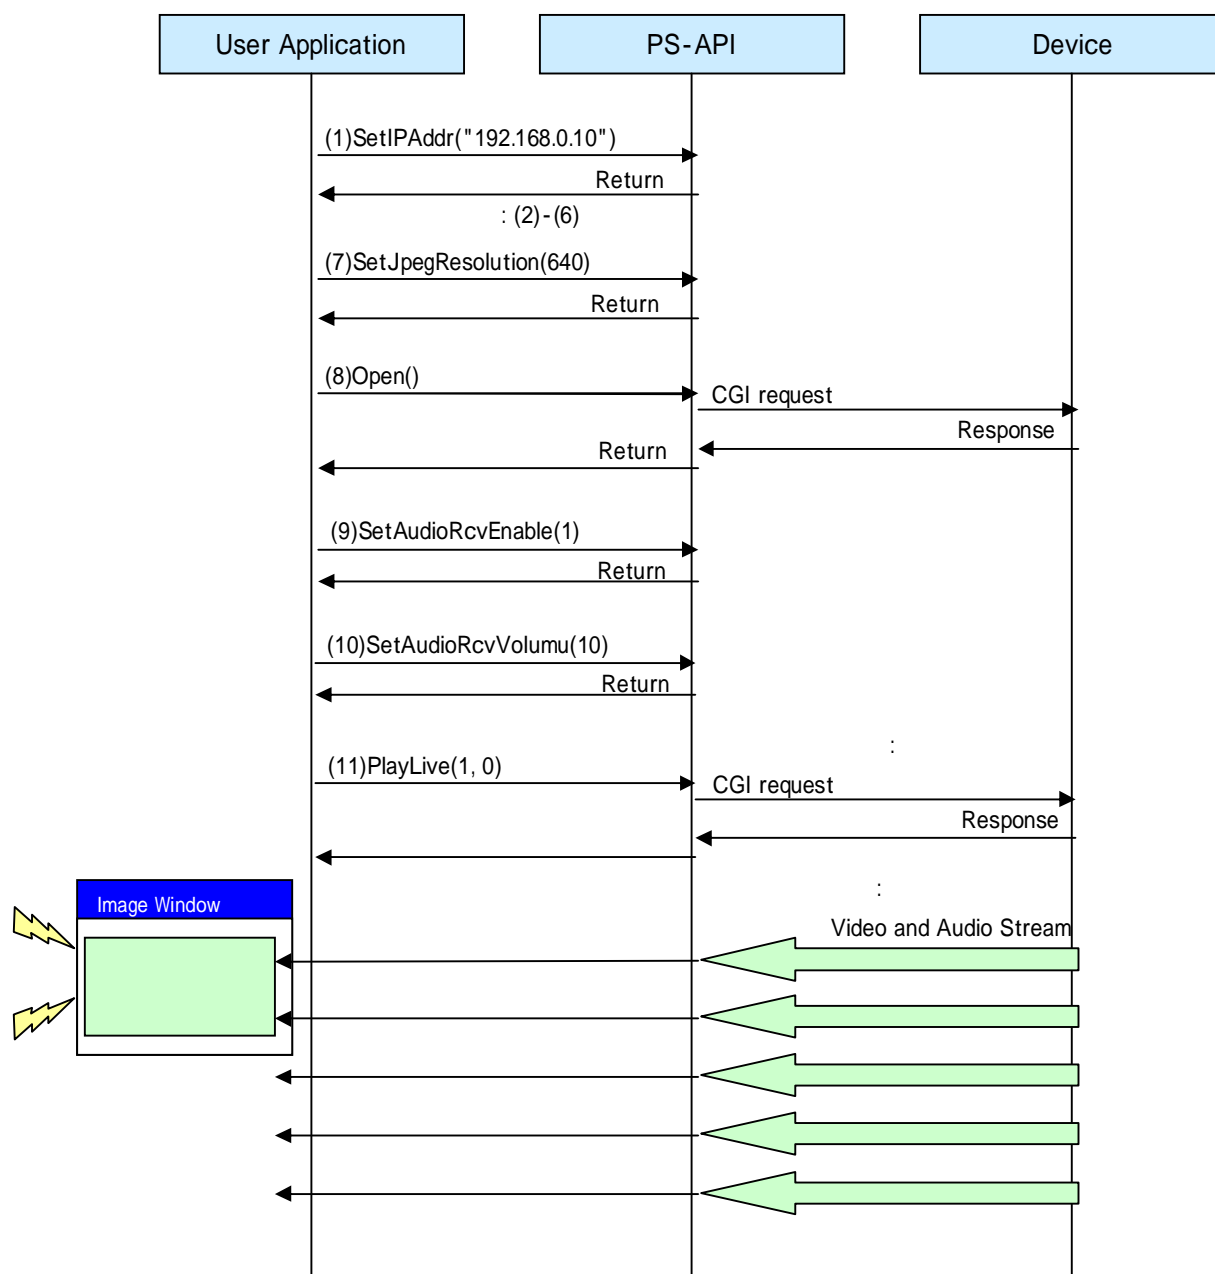 User Application
PS-API
Device
(1)SetIPAddr("192.168.0.10")
Return
: (2)-(6)
(7)SetJpegResolution(640)
Return
(8)Open()
CGI request
Response
Return
(9)SetAudioRcvEnable(1)
Return
(10)SetAudioRcvVolumu(10)
Return
:
(11)PlayLive(1, 0)
CGI request
Response
:
Image Window
Video and Audio Stream